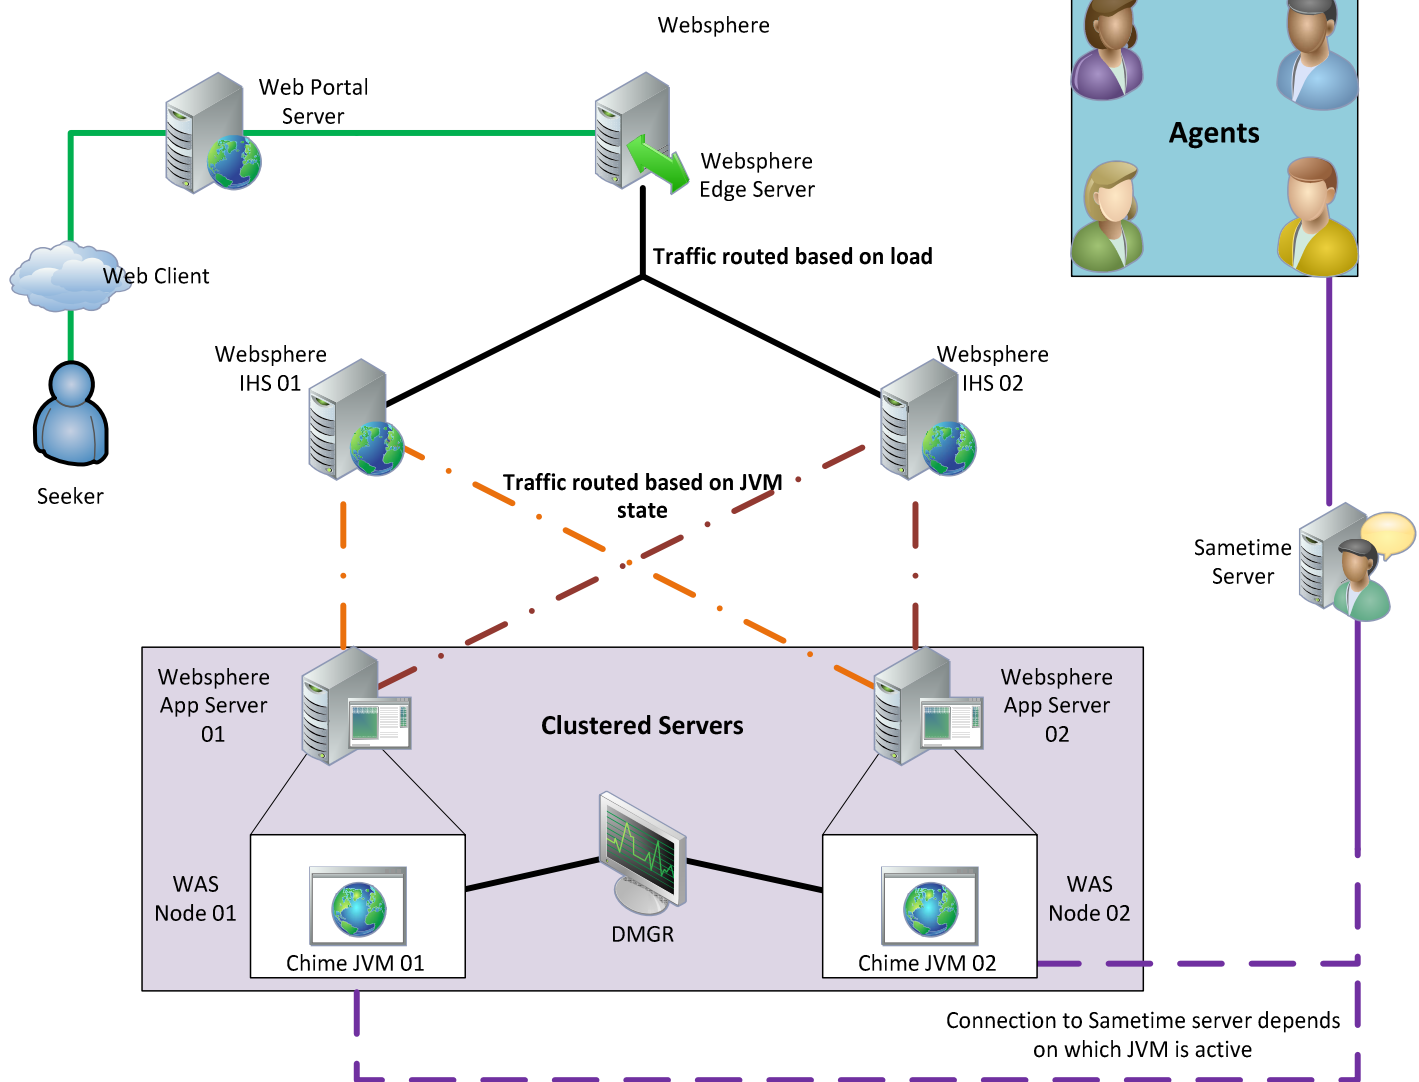 Websphere
Web Portal
Server
Websphere
Edge Server
Agents
Traffic routed based on load
Web Client
Websphere
IHS 01
Websphere
IHS 02
Seeker
Traffic routed based on JVM
state
Sametime
Server
Websphere
App Server
01
Clustered Servers
Websphere
App Server
02
WAS
Node 01
Chime JVM 01
DMGR
Chime JVM 02
WAS
Node 02
Connection to Sametime server depends
on which JVM is active